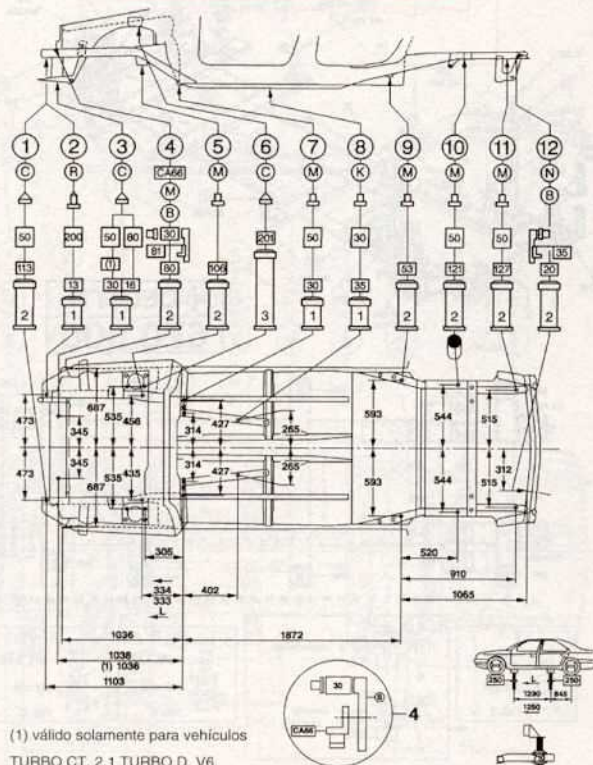 1 2 3 4 5 6 7 8 9 10 11 12
C R C CA66 M C M K M M M N
M B
B
50 200 50 80 30 50 201 50 30 50 50 35
(1) 81
113 13 30 16 80 106 30 35 53 121 127 20
2 1 1 2 2 3 1 1 2 2 2 2
473 345 687 535 456 314 427 265 593 544 515
473 345 687 535 435 314 427 265 593 544 515 312
305 520
334 402 910
333
L 1065
1036 1872
1038
(1) 1036
1103
30 B 4
CA66
250 L 250
1290 845
1250
(1) válido solamente para vehículos
TURBO CT, 2.1 TURBO D, V6